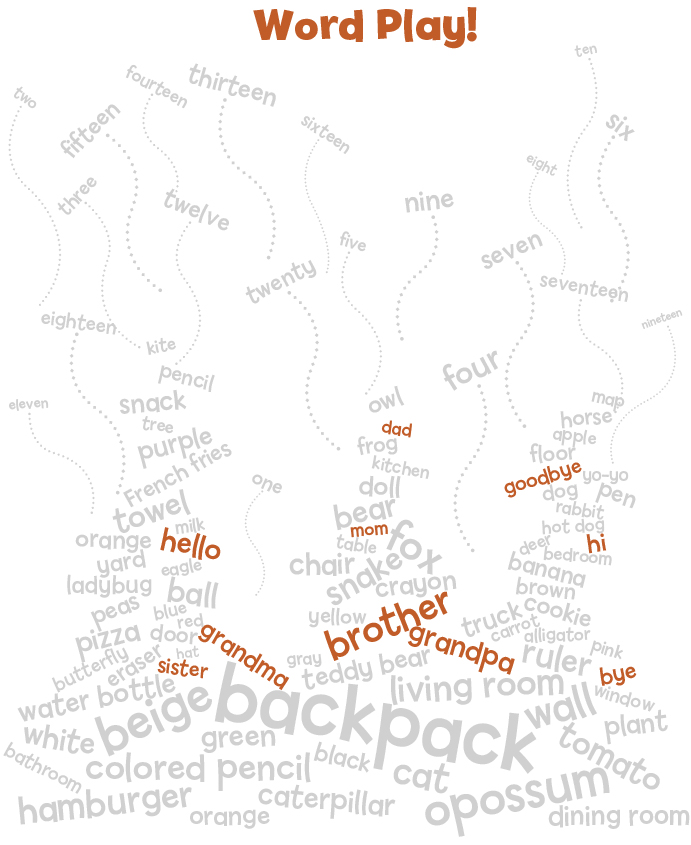 Word Play!
ten
two
fourteen
thirteen
fifteen
sixteen
six
eight
three
twelve
nine
five
seven
twenty
seventeen
eighteen
nineteen
kite
pencil
four
eleven
snack
owl
map
horse
tree
dad
apple
purple
frog
floor
French fries
kitchen
goodbye
yo-yo
one
doll
dog
pen
towel
bear
rabbit
milk
mom
hot dog
orange
hello
table
fox
deer
hi
yard
eagle
chair
snake
bedroom
banana
ladybug
ball
crayon
brown
peas
blue
yellow
brother
truck
cookie
red
carrot
alligator
pizza
door
grandma
grandpa
pink
butterfly
eraser
hat
sister
gray
teddy bear
ruler
bye
water bottle
beige
backpack
living room
wall
window
white
green
plant
bathroom
colored pencil
black
cat
tomato
hamburger
orange
caterpillar
opossum
dining room